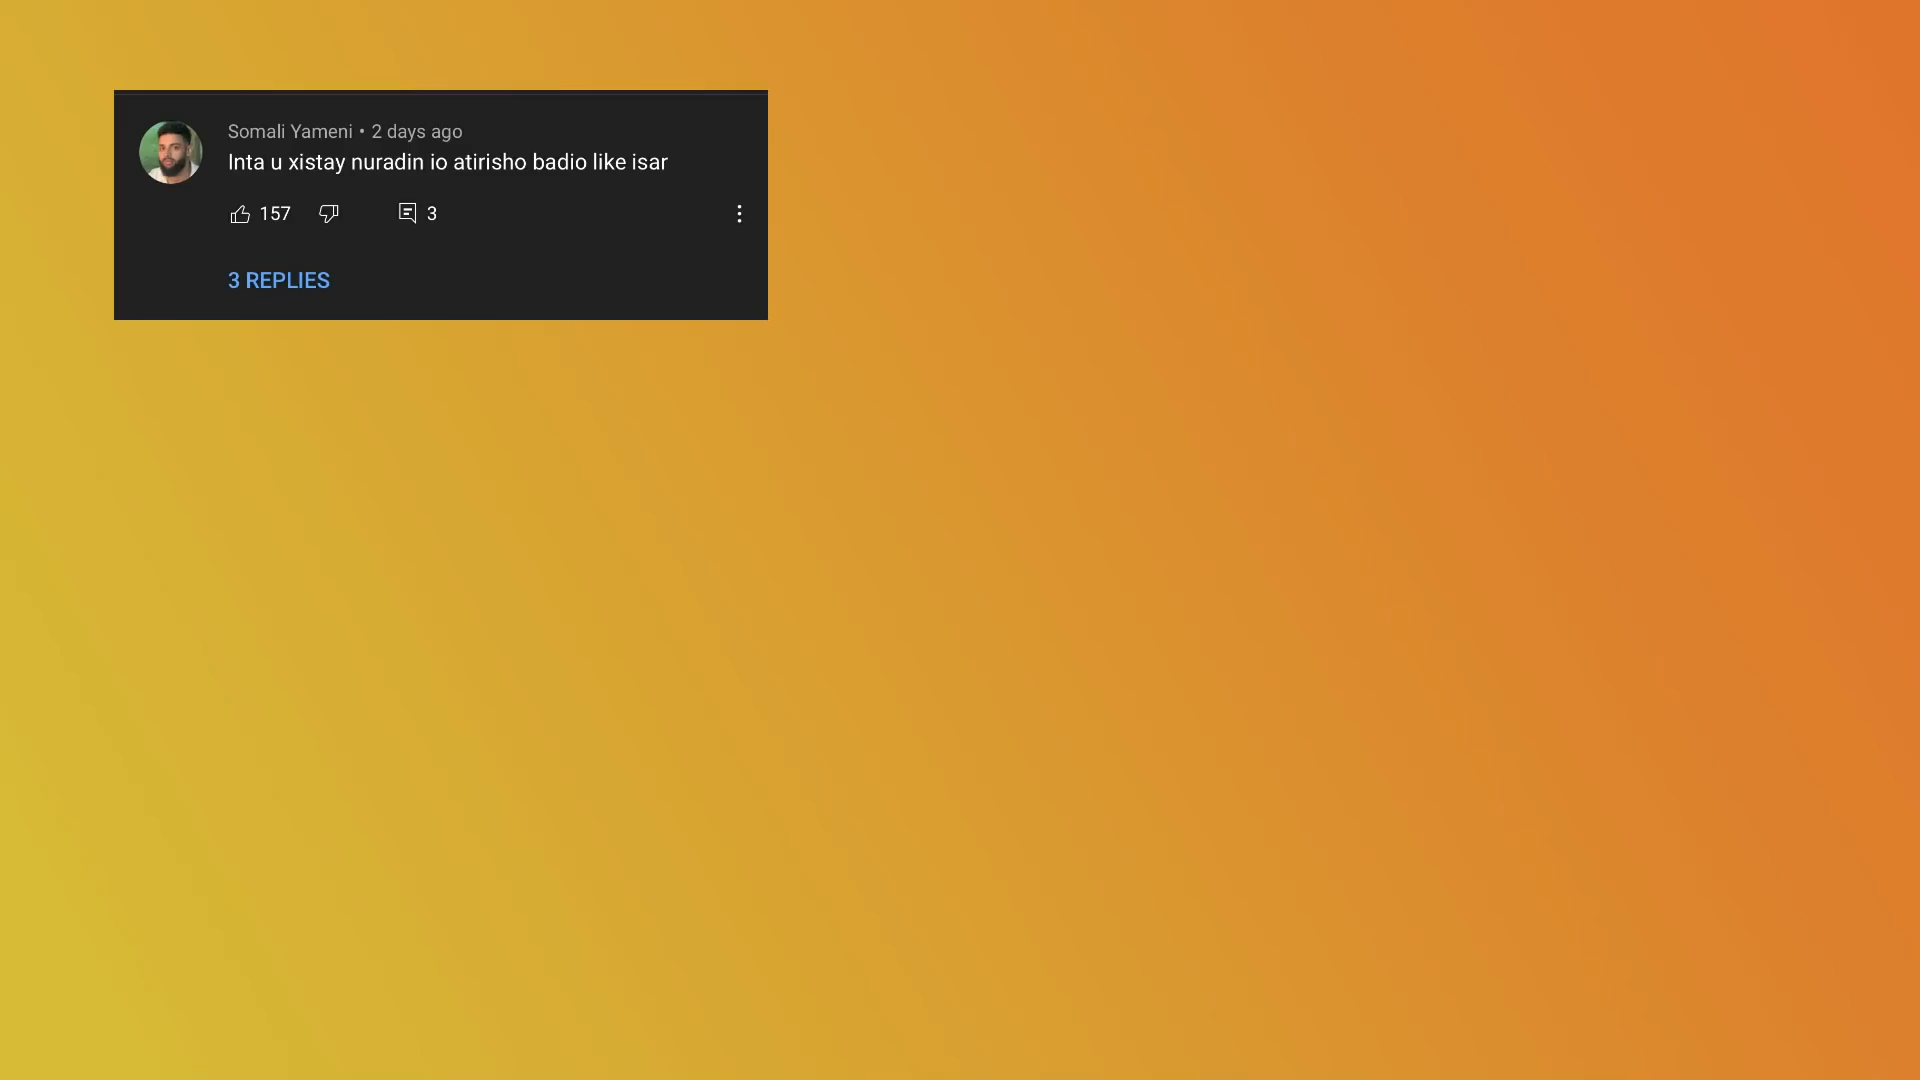 Somali Yameni • 2 days ago
Inta u xistay nuradin io atirisho badio like isar
157 3
3 REPLIES